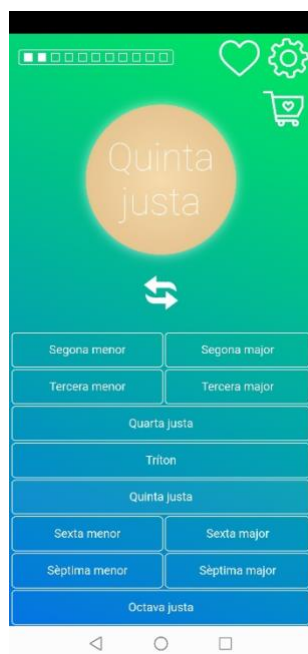 Quinta
justa
Segona menor
Segona major
Tercera menor
Tercera major
Quarta justa
Tríton
Quinta justa
Sexta menor
Sexta major
Sèptima menor
Sèptima major
Octava justa